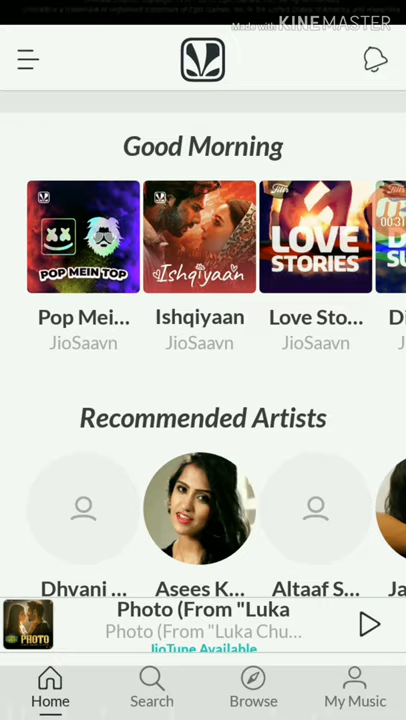 Made with KINEMASTER
Good Morning
POP MEIN TOP
Ishqiyaan
LOVE
STORIES
Pop Mei...
Ishqiyaan
Love Sto...
JioSaavn
JioSaavn
JioSaavn
Recommended Artists
Dhvani ...
Asees K...
Altaaf S...
Ja
PHOTO
Photo (From "Luka
Photo (From "Luka Chu...
JioTune Available
Home
Search
Browse
My Music